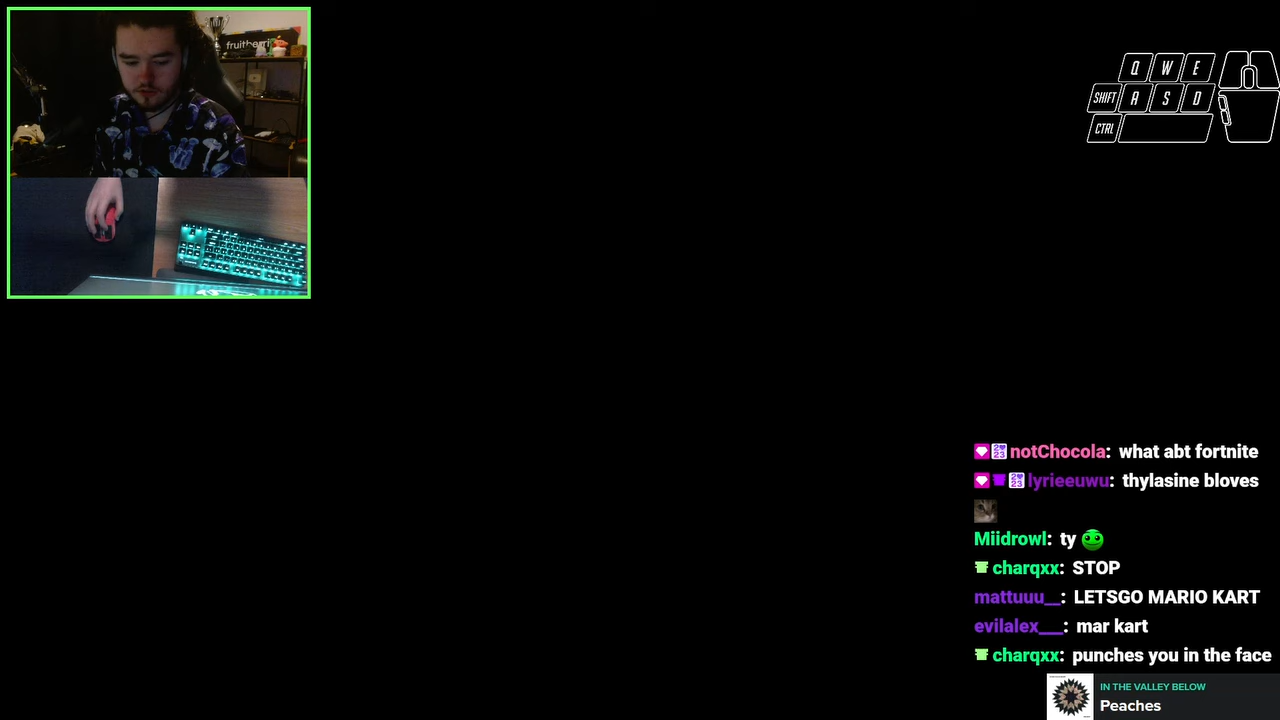 fruitberri
Q W E
SHIFT A S D
CTRL
notChocola: what abt fortnite
lyrieeuwu: thylasine bloves
Miidrowl: ty
charqxx: STOP
mattuuu__: LETSGO MARIO KART
evilalex___: mar kart
charqxx: punches you in the face
IN THE VALLEY BELOW
Peaches